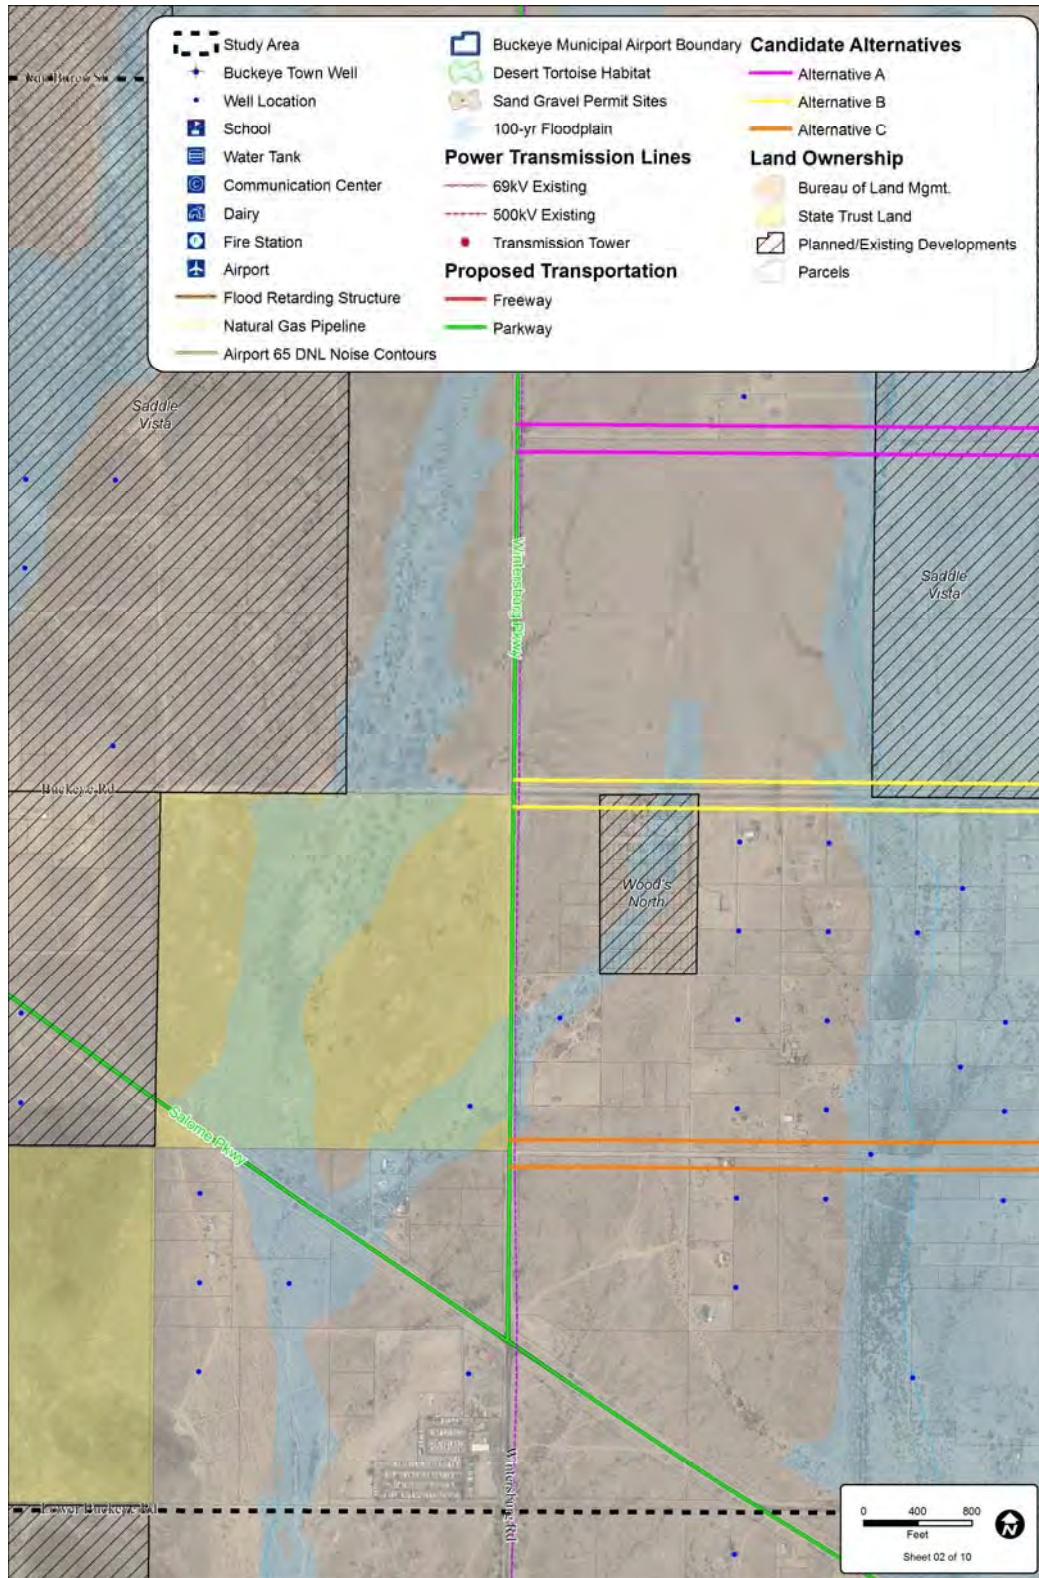 Study Area
Buckeye Town Well
Well Location
School
Water Tank
Communication Center
Dairy
Fire Station
Airport
Flood Retarding Structure
Natural Gas Pipeline
Airport 65 DNL Noise Contours
Buckeye Municipal Airport Boundary
Desert Tortoise Habitat
Sand Gravel Permit Sites
100-yr Floodplain
Power Transmission Lines
69kV Existing
500kV Existing
Transmission Tower
Proposed Transportation
Freeway
Parkway
Candidate Alternatives
Alternative A
Alternative B
Alternative C
Land Ownership
Bureau of Land Mgmt.
State Trust Land
Planned/Existing Developments
Parcels
Saddle
Vista
Wintersburg Pkwy
Saddle
Vista
Buckeye Rd
Wood's
North
Salome Pkwy
Wintersburg Rd
Lower Buckeye Rd
0 400 800
Feet
N
Sheet 02 of 10